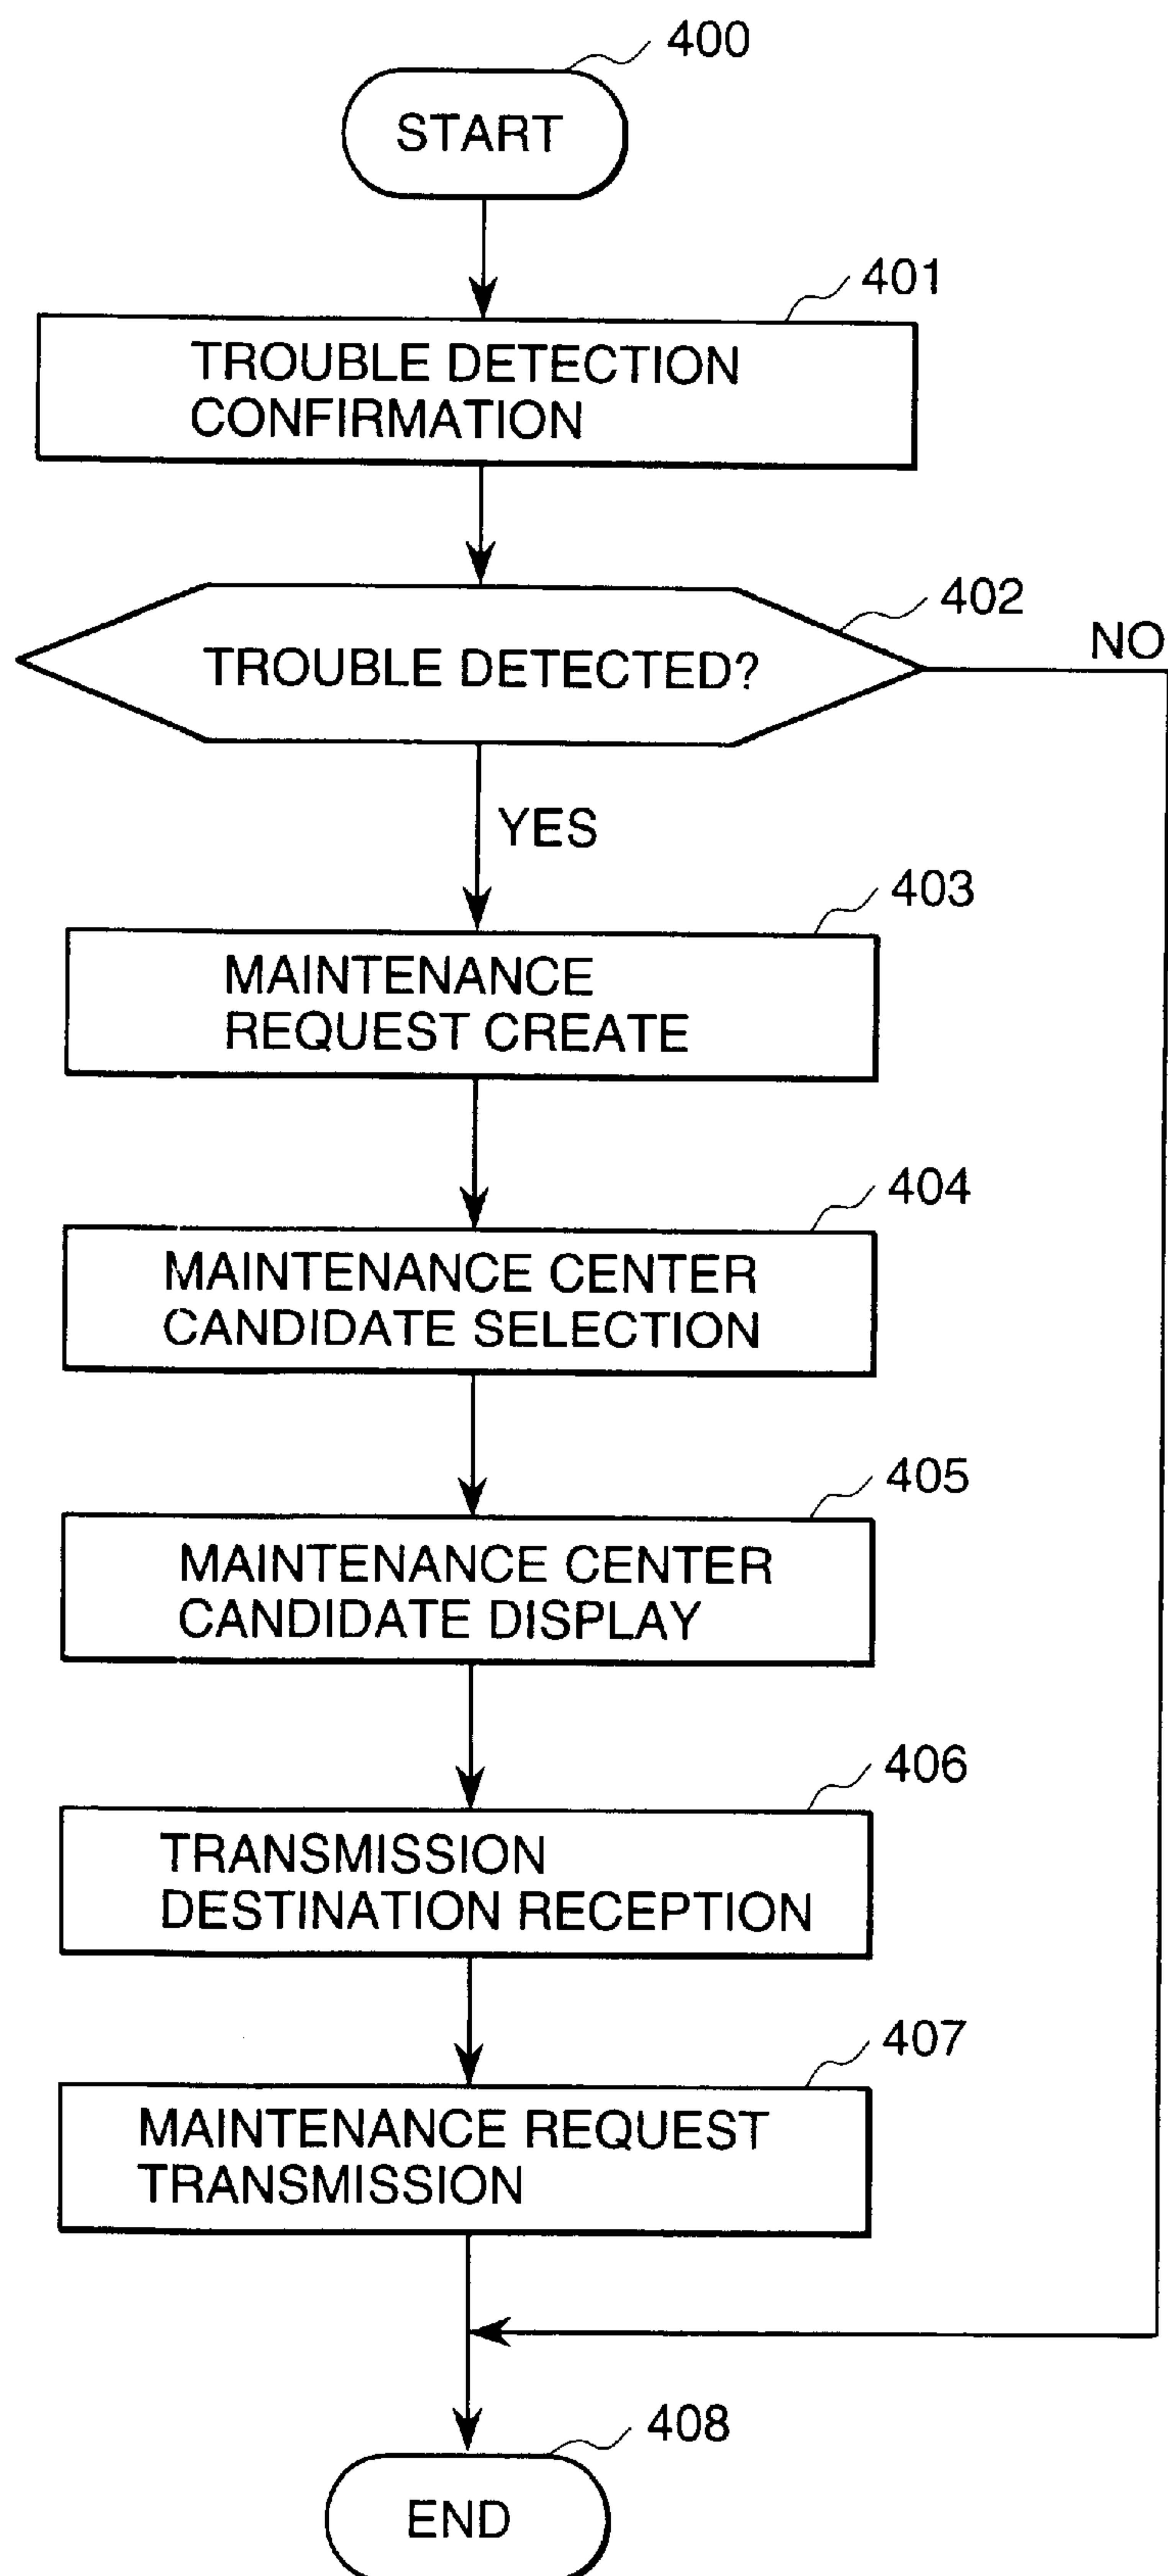 400
START
401
TROUBLE DETECTION
CONFIRMATION
402
NO
TROUBLE DETECTED?
YES
403
MAINTENANCE
REQUEST CREATE
404
MAINTENANCE CENTER
CANDIDATE SELECTION
405
MAINTENANCE CENTER
CANDIDATE DISPLAY
406
TRANSMISSION
DESTINATION RECEPTION
407
MAINTENANCE REQUEST
TRANSMISSION
408
END